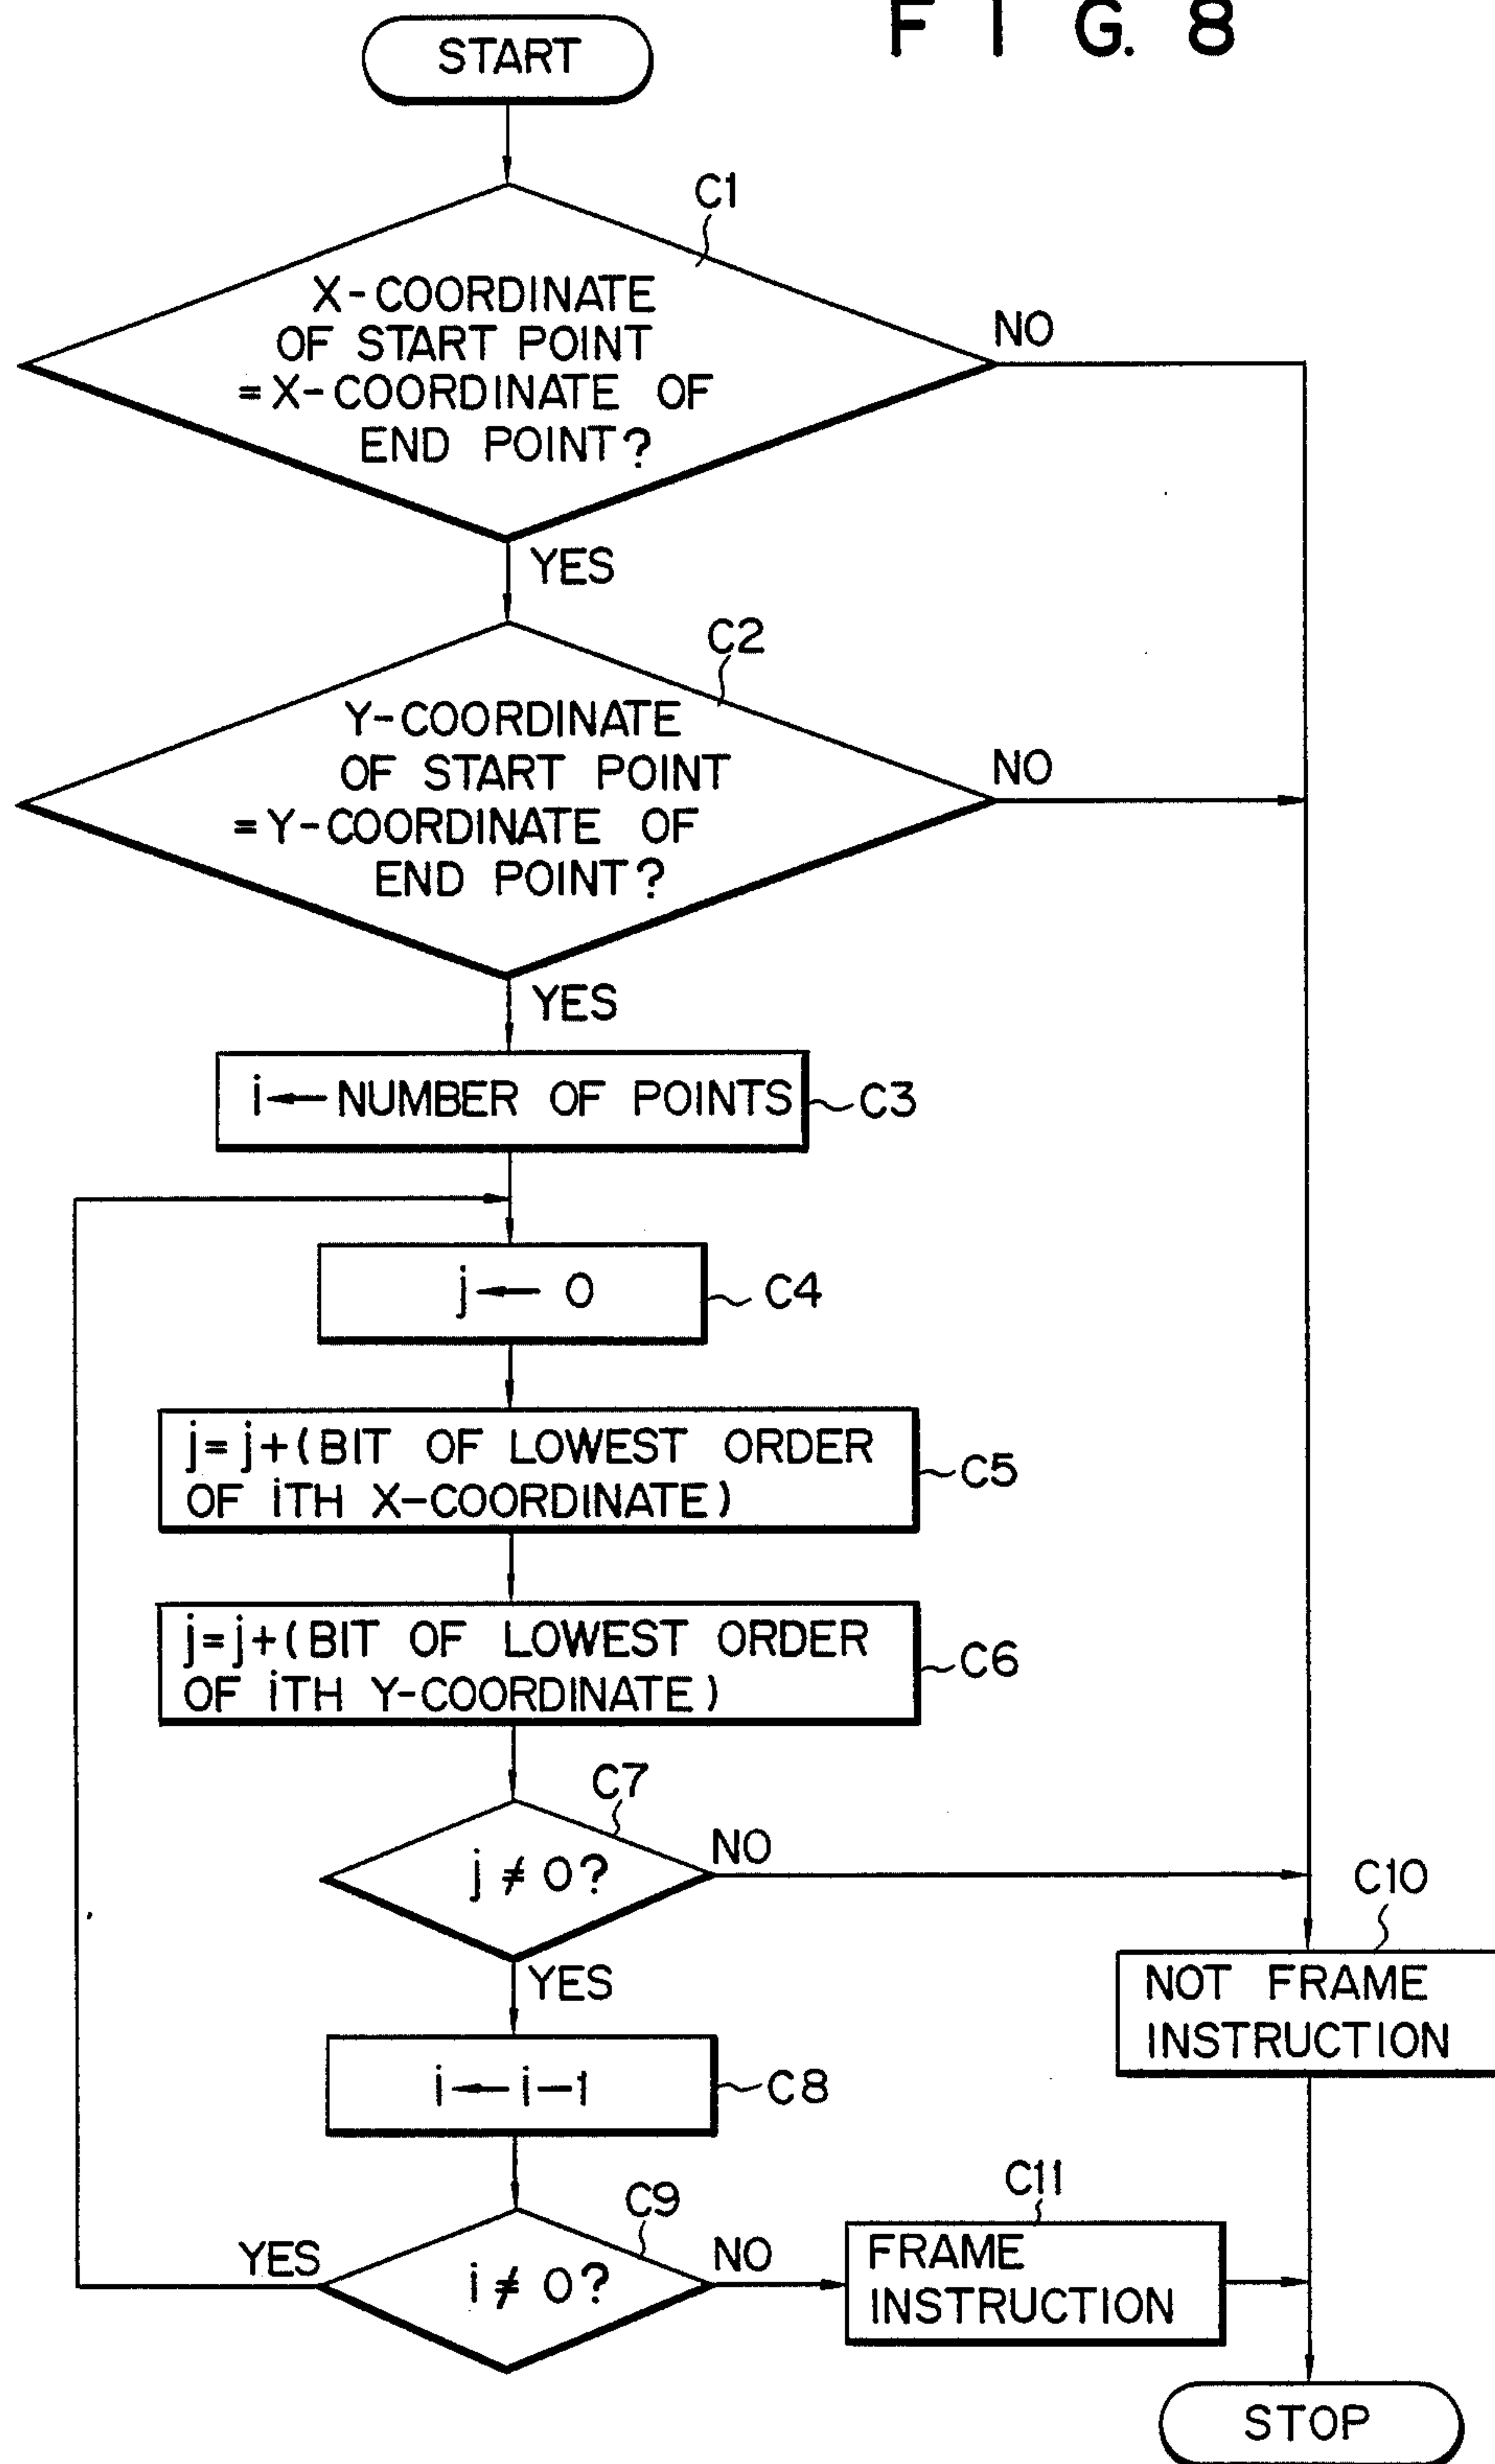 FIG. 8
START
C1
X-COORDINATE
OF START POINT
=X-COORDINATE OF
END POINT?
NO
YES
C2
Y-COORDINATE
OF START POINT
=Y-COORDINATE OF
END POINT?
NO
YES
i←NUMBER OF POINTS
C3
j← 0
C4
j=j+(BIT OF LOWEST ORDER
OF iTH X-COORDINATE)
C5
j=j+(BIT OF LOWEST ORDER
OF iTH Y-COORDINATE)
C6
C7
j ≠ 0?
NO
YES
C10
NOT FRAME
INSTRUCTION
i←i-1
C8
C9
YES
i ≠ 0?
NO
C11
FRAME
INSTRUCTION
STOP